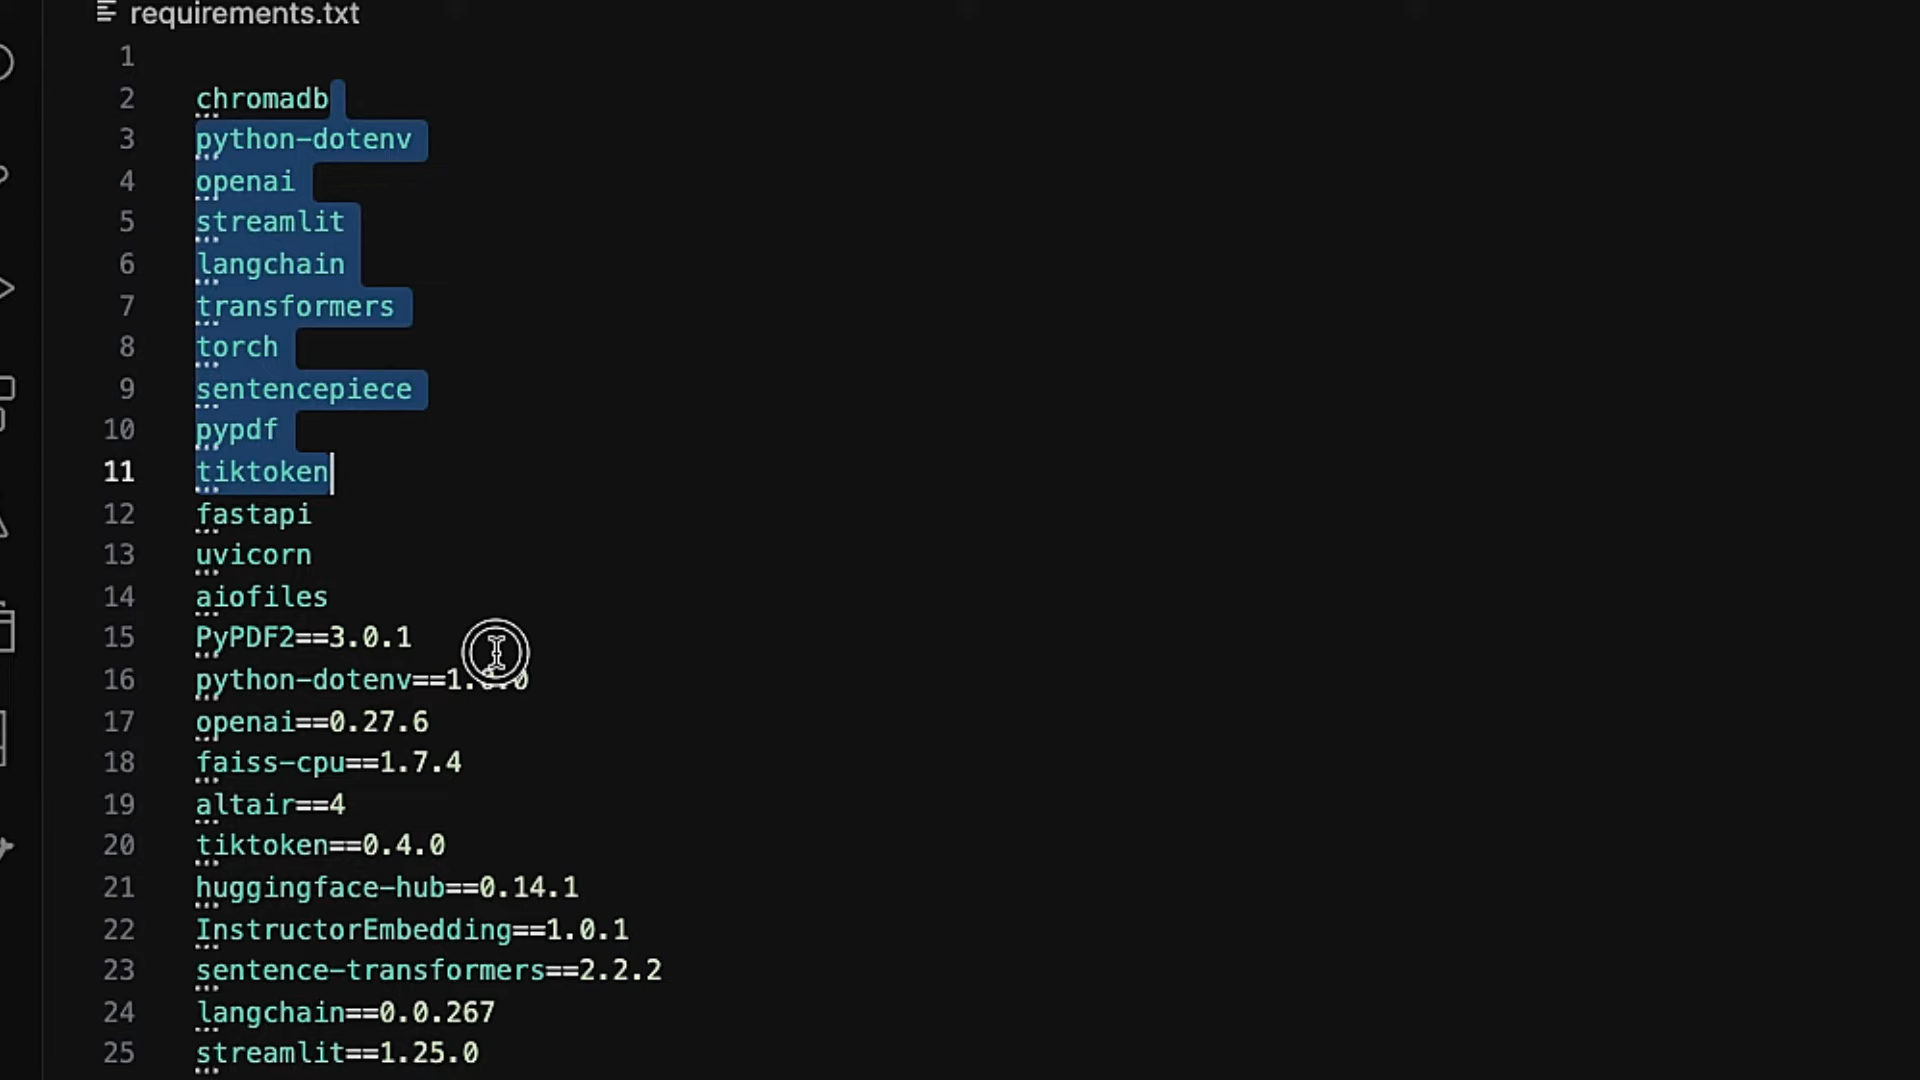 requirements.txt
1
2 chromadb
3 python-dotenv
4 openai
5 streamlit
6 langchain
7 transformers
8 torch
9 sentencepiece
10 pypdf
11 tiktoken
12 fastapi
13 uvicorn
14 aiofiles
15 PyPDF2==3.0.1
16 python-dotenv==1.0.0
17 openai==0.27.6
18 faiss-cpu==1.7.4
19 altair==4
20 tiktoken==0.4.0
21 huggingface-hub==0.14.1
22 InstructorEmbedding==1.0.1
23 sentence-transformers==2.2.2
24 langchain==0.0.267
25 streamlit==1.25.0